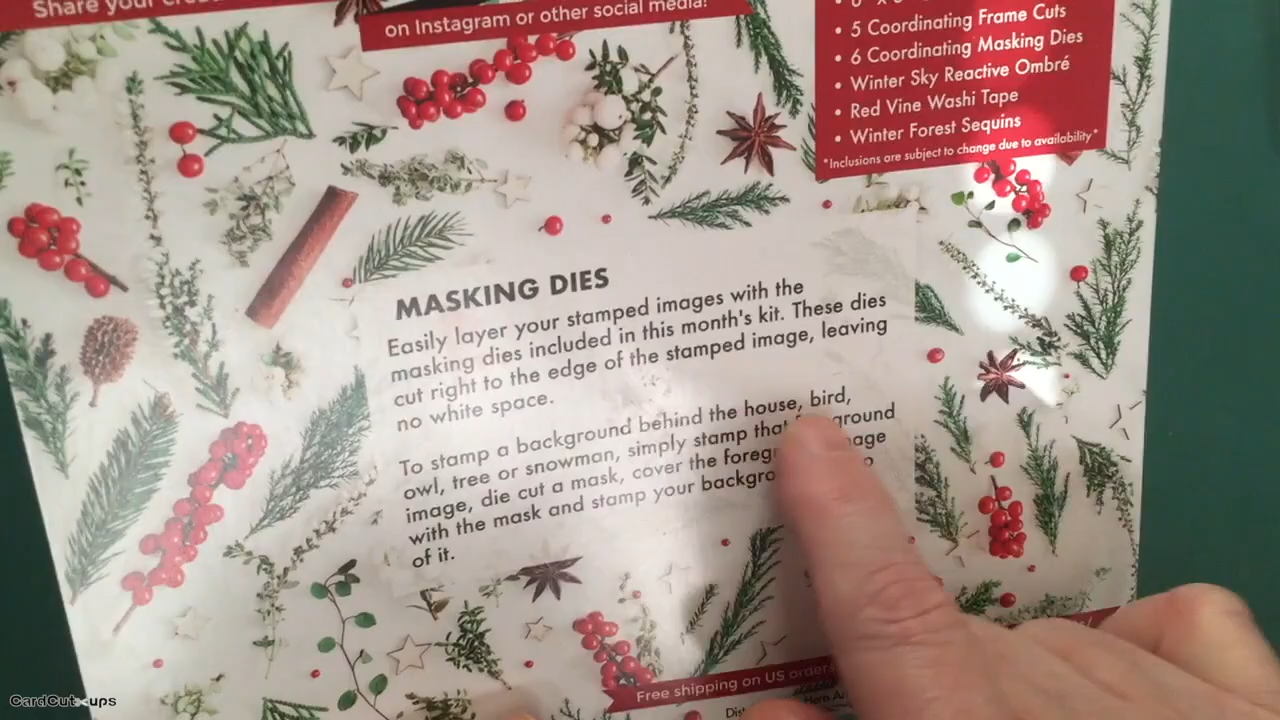 Share your
on Instagram or other social media!
• 5 Coordinating Frame Cuts
• 6 Coordinating Masking Dies
• Winter Sky Reactive Ombré
• Red Vine Washi Tape
• Winter Forest Sequins
*Inclusions are subject to change due to availability*
MASKING DIES
Easily layer your stamped images with the
masking dies included in this month's kit. These dies
cut right to the edge of the stamped image, leaving
no white space.
To stamp a background behind the house, bird,
owl, tree or snowman, simply stamp that
image, die cut a mask, cover the
with the mask and stamp your
of it.
Free shipping on US
CardCut-ups